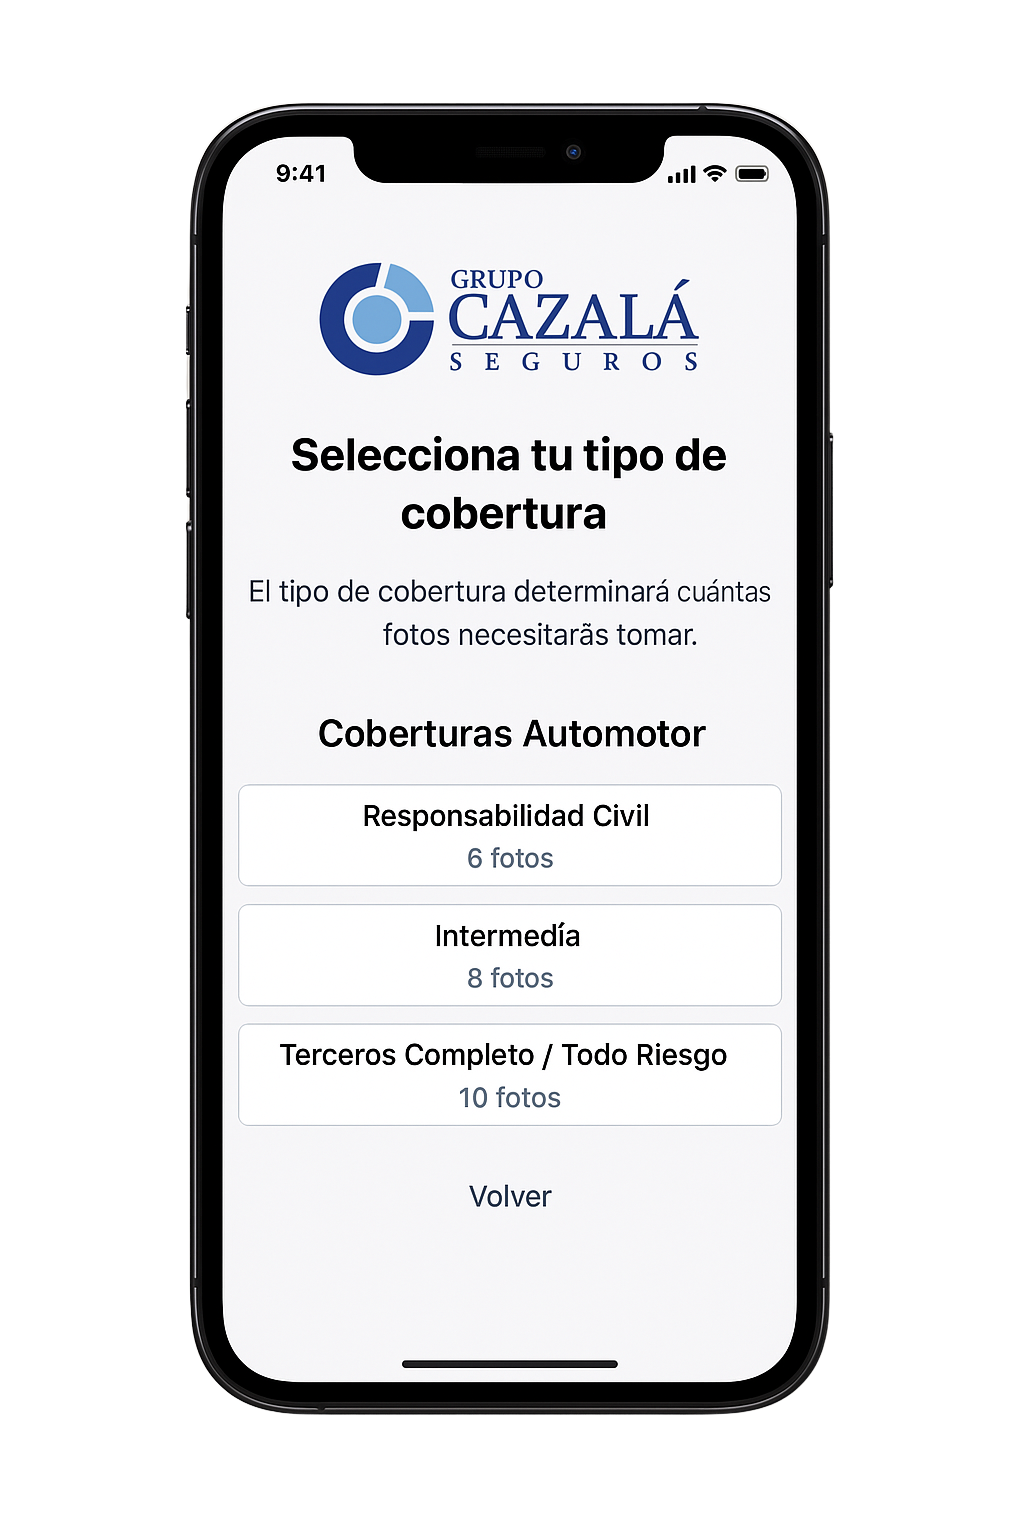 9:41
GRUPO
CAZALÁ
SEGUROS
Selecciona tu tipo de
cobertura
El tipo de cobertura determinará cuántas
fotos necesitarãs tomar.
Coberturas Automotor
Responsabilidad Civil
6 fotos
Intermedía
8 fotos
Terceros Completo / Todo Riesgo
10 fotos
Volver